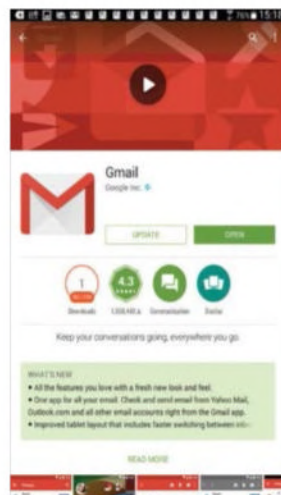 15:18
Gmail
Google Inc.
UPDATE OPEN
1 4.3
Downloads Communication Similar
Keep your conversations going, everywhere you go.
WHAT'S NEW
• All the features you love with a fresh new look and feel.
• One app for all your email. Check and send email from Yahoo Mail,
Outlook.com and all other email accounts right from the Gmail app.
• Improved tablet layout that includes faster switching between
READ MORE